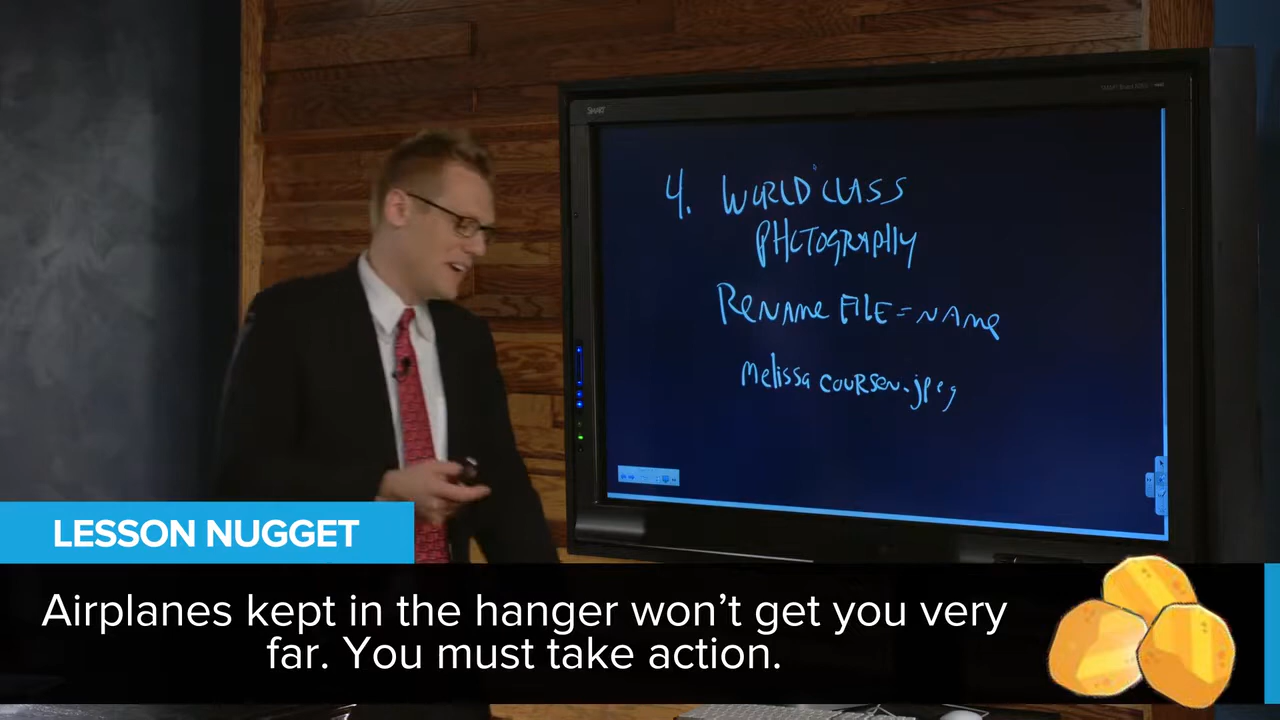 SMART
4. WORLD CLASS
PHOTOGRAPHY
RENAME FILE = NAME
melissa coursen.jpeg
LESSON NUGGET
Airplanes kept in the hanger won’t get you very
far. You must take action.